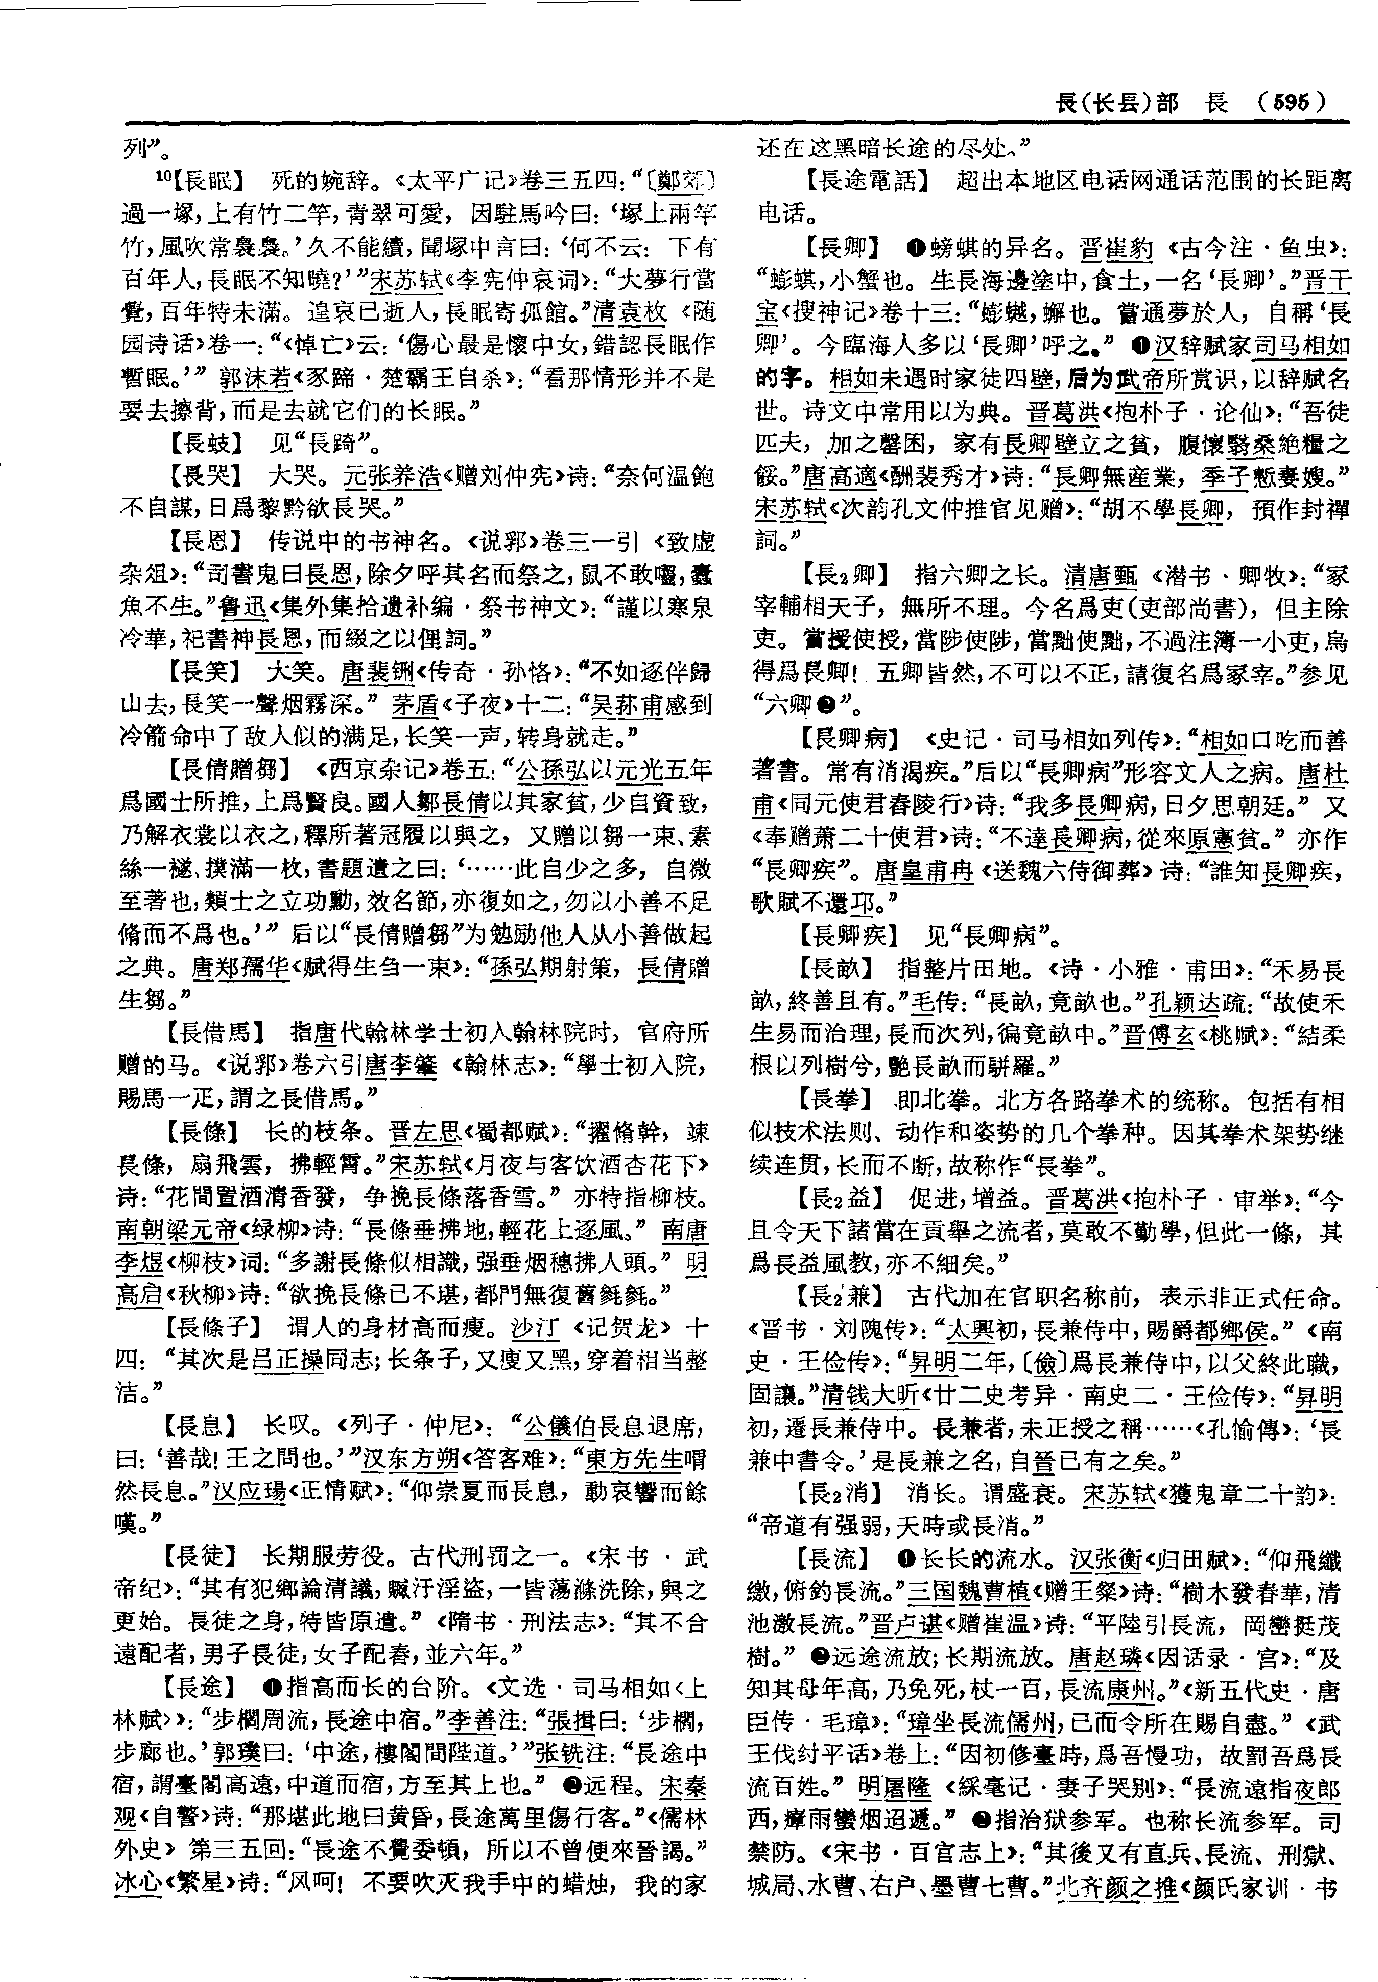 長(长镸)部　長　(595)
列”。
¹⁰【長眠】　死的婉辞。《太平广记》卷三五四：“〔鄭郊〕
過一塚，上有竹二竿，青翠可愛，因駐馬吟曰：‘塚上兩竿
竹，風吹常裊裊。’久不能續，聞塚中言曰：‘何不云：下有
百年人，長眠不知曉？’”宋苏轼《李宪仲哀词》：“大夢行當
覺，百年特未滿。遑哀已逝人，長眠寄孤館。”清袁枚《随
园诗话》卷一：“《悼亡》云：‘傷心最是懷中女，錯認長眠作
暫眠。’” 郭沫若《豕蹄·楚霸王自杀》：“看那情形并不是
要去擦背，而是去就它们的长眠。”
【長蚑】　见“長踦”。
【長哭】　大哭。元张养浩《赠刘仲宪》诗：“奈何温飽
不自謀，日爲黎黔欲長哭。”
【長恩】　传说中的书神名。《说郛》卷三一引《致虚
杂俎》：“司書鬼曰長恩，除夕呼其名而祭之，鼠不敢嚙，蠹
魚不生。”鲁迅《集外集拾遗补编·祭书神文》：“謹以寒泉
冷華，祀書神長恩，而綴之以俚詞。”
【長笑】　大笑。唐裴铏《传奇·孙恪》：“不如逐伴歸
山去，長笑一聲烟霧深。” 茅盾《子夜》十二：“吴荪甫感到
冷箭命中了敌人似的满足，长笑一声，转身就走。”
【長倩贈芻】　《西京杂记》卷五：“公孫弘以元光五年
爲國士所推，上爲賢良。國人鄒長倩以其家貧，少自資致，
乃解衣裳以衣之，釋所著冠履以與之，又贈以芻一束、素
絲一襚、撲滿一枚，書題遺之曰：‘……此自少之多，自微
至著也，類士之立功勳，效名節，亦復如之，勿以小善不足
脩而不爲也。’” 后以“長倩贈芻”为勉励他人从小善做起
之典。唐郑孺华《赋得生刍一束》：“孫弘期射策，長倩贈
生芻。”
【長借馬】　指唐代翰林学士初入翰林院时，官府所
赠的马。《说郛》卷六引唐李肇《翰林志》：“學士初入院，
賜馬一疋，謂之長借馬。”
【長條】　长的枝条。晋左思《蜀都赋》：“擢脩幹，竦
長條，扇飛雲，拂輕霄。”宋苏轼《月夜与客饮酒杏花下》
诗：“花間置酒清香發，争挽長條落香雪。” 亦特指柳枝。
南朝梁元帝《绿柳》诗：“長條垂拂地，輕花上逐風。” 南唐
李煜《柳枝》词：“多謝長條似相識，强垂烟穗拂人頭。” 明
高启《秋柳》诗：“欲挽長條已不堪，都門無復舊毿毿。”
【長條子】　谓人的身材高而瘦。沙汀《记贺龙》十
四：“其次是吕正操同志；长条子，又瘦又黑，穿着相当整
洁。”
【長息】　长叹。《列子·仲尼》：“公儀伯長息退席，
曰：‘善哉！王之問也。’”汉东方朔《答客难》：“東方先生喟
然長息。”汉应玚《正情赋》：“仰崇夏而長息，動哀響而餘
嘆。”
【長徒】　长期服劳役。古代刑罚之一。《宋书·武
帝纪》：“其有犯鄉論清議，贓汙淫盜，一皆蕩滌洗除，與之
更始。長徒之身，特皆原遣。” 《隋书·刑法志》：“其不合
遠配者，男子長徒，女子配舂，並六年。”
【長途】　❶指高而长的台阶。《文选·司马相如〈上
林赋〉》：“步櫩周流，長途中宿。”李善注：“張揖曰：‘步櫩，
步廊也。’郭璞曰：‘中途，樓閣間陛道。’”张铣注：“長途中
宿，謂臺閣高遠，中道而宿，方至其上也。” ❷远程。宋秦
观《自警》诗：“那堪此地曰黄昏，長途萬里傷行客。”《儒林
外史》第三五回：“長途不覺委頓，所以不曾便來晉謁。”
冰心《繁星》诗：“风呵！不要吹灭我手中的蜡烛，我的家
还在这黑暗长途的尽处。”
【長途電話】　超出本地区电话网通话范围的长距离
电话。
【長卿】　❶螃蜞的异名。晋崔豹《古今注·鱼虫》：
“蟛蜞，小蟹也。生長海邊塗中，食土，一名‘長卿’。”晋干
宝《搜神记》卷十三：“蟛𧑅，蟹也。嘗通夢於人，自稱‘長
卿’。今臨海人多以‘長卿’呼之。” ❶汉辞赋家司马相如
的字。相如未遇时家徒四壁，后为武帝所赏识，以辞赋名
世。诗文中常用以为典。晋葛洪《抱朴子·论仙》：“吾徒
匹夫，加之罄困，家有長卿壁立之貧，腹懷翳桑絶糧之
餒。”唐高適《酬裴秀才》诗：“長卿無産業，季子慙妻嫂。”
宋苏轼《次韵孔文仲推官见赠》：“胡不學長卿，預作封禪
詞。”
【長₂卿】　指六卿之长。清唐甄《潜书·卿牧》：“冢
宰輔相天子，無所不理。今名爲吏(吏部尚書)，但主除
吏。當授使授，當陟使陟，當黜使黜，不過注簿一小吏，烏
得爲長卿！五卿皆然，不可以不正，請復名爲冢宰。”参见
“六卿❷”。
【長卿病】　《史记·司马相如列传》：“相如口吃而善
著書。常有消渴疾。”后以“長卿病”形容文人之病。唐杜
甫《同元使君舂陵行》诗：“我多長卿病，日夕思朝廷。” 又
《奉赠萧二十使君》诗：“不達長卿病，從來原憲貧。” 亦作
“長卿疾”。唐皇甫冉《送魏六侍御葬》诗：“誰知長卿疾，
歌賦不還邛。”
【長卿疾】　见“長卿病”。
【長畝】　指整片田地。《诗·小雅·甫田》：“禾易長
畝，終善且有。”毛传：“長畝，竟畝也。”孔颖达疏：“故使禾
生易而治理，長而次列，徧竟畝中。”晋傅玄《桃赋》：“結柔
根以列樹兮，艷長畝而駢羅。”
【長拳】　即北拳。北方各路拳术的统称。包括有相
似技术法则、动作和姿势的几个拳种。因其拳术架势继
续连贯，长而不断，故称作“長拳”。
【長₂益】　促进，增益。晋葛洪《抱朴子·审举》：“今
且令天下諸當在貢舉之流者，莫敢不勤學，但此一條，其
爲長益風教，亦不細矣。”
【長₂兼】　古代加在官职名称前，表示非正式任命。
《晋书·刘隗传》：“太興初，長兼侍中，賜爵都鄉侯。” 《南
史·王俭传》：“昇明二年，〔儉〕爲長兼侍中，以父終此職，
固讓。”清钱大昕《廿二史考异·南史二·王俭传》：“昇明
初，遷長兼侍中。長兼者，未正授之稱……《孔愉傳》：‘長
兼中書令。’是長兼之名，自晉已有之矣。”
【長₂消】　消长。谓盛衰。宋苏轼《獲鬼章二十韵》：
“帝道有强弱，天時或長消。”
【長流】　❶长长的流水。汉张衡《归田赋》：“仰飛纖
繳，俯釣長流。”三国魏曹植《赠王粲》诗：“樹木發春華，清
池激長流。”晋卢谌《赠崔温》诗：“平陸引長流，岡巒挺茂
樹。” ❷远途流放；长期流放。唐赵璘《因话录·宫》：“及
知其母年高，乃免死，杖一百，長流康州。”《新五代史·唐
臣传·毛璋》：“璋坐長流儒州，已而令所在賜自盡。” 《武
王伐纣平话》卷上：“因初修臺時，爲吾慢功，故罰吾爲長
流百姓。” 明屠隆《綵毫记·妻子哭别》：“長流遠指夜郎
西，瘴雨蠻烟迢遞。” ❸指治狱参军。也称长流参军。司
禁防。《宋书·百官志上》：“其後又有直兵、長流、刑獄、
城局、水曹、右户、墨曹七曹。”北齐颜之推《颜氏家训·书